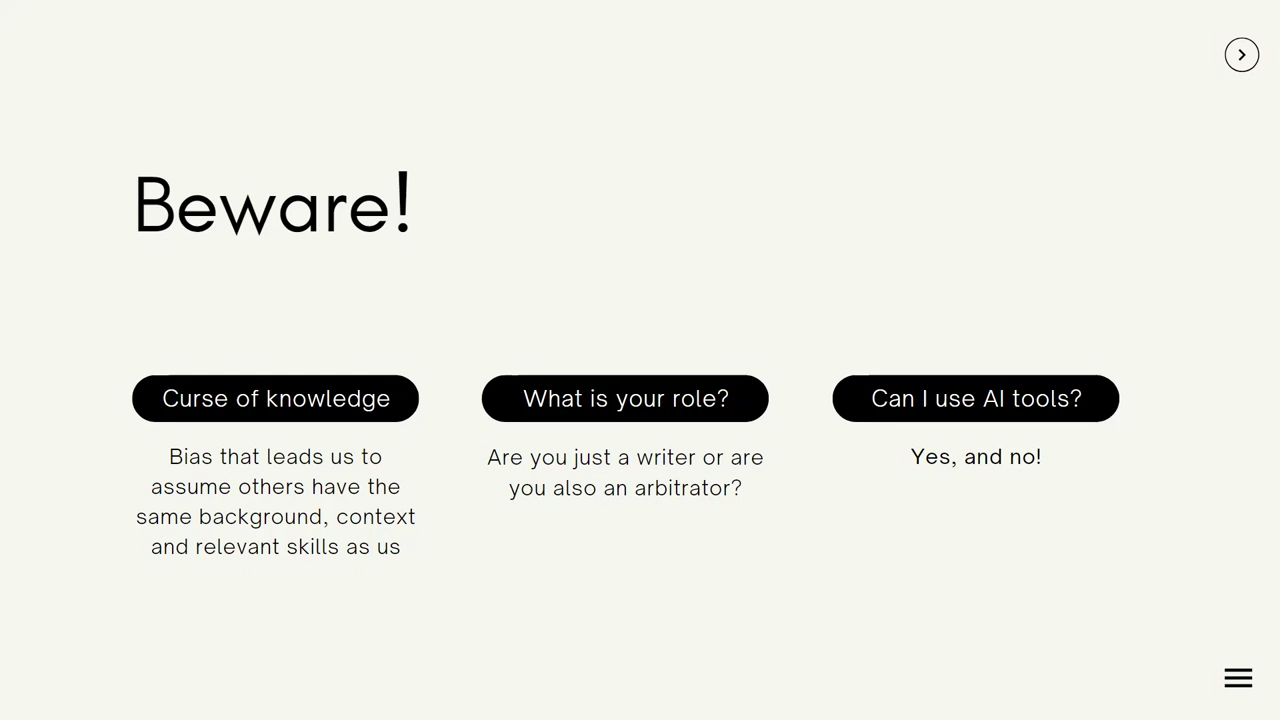 Beware!
Curse of knowledge
Bias that leads us to
assume others have the
same background, context
and relevant skills as us
What is your role?
Are you just a writer or are
you also an arbitrator?
Can I use AI tools?
Yes, and no!